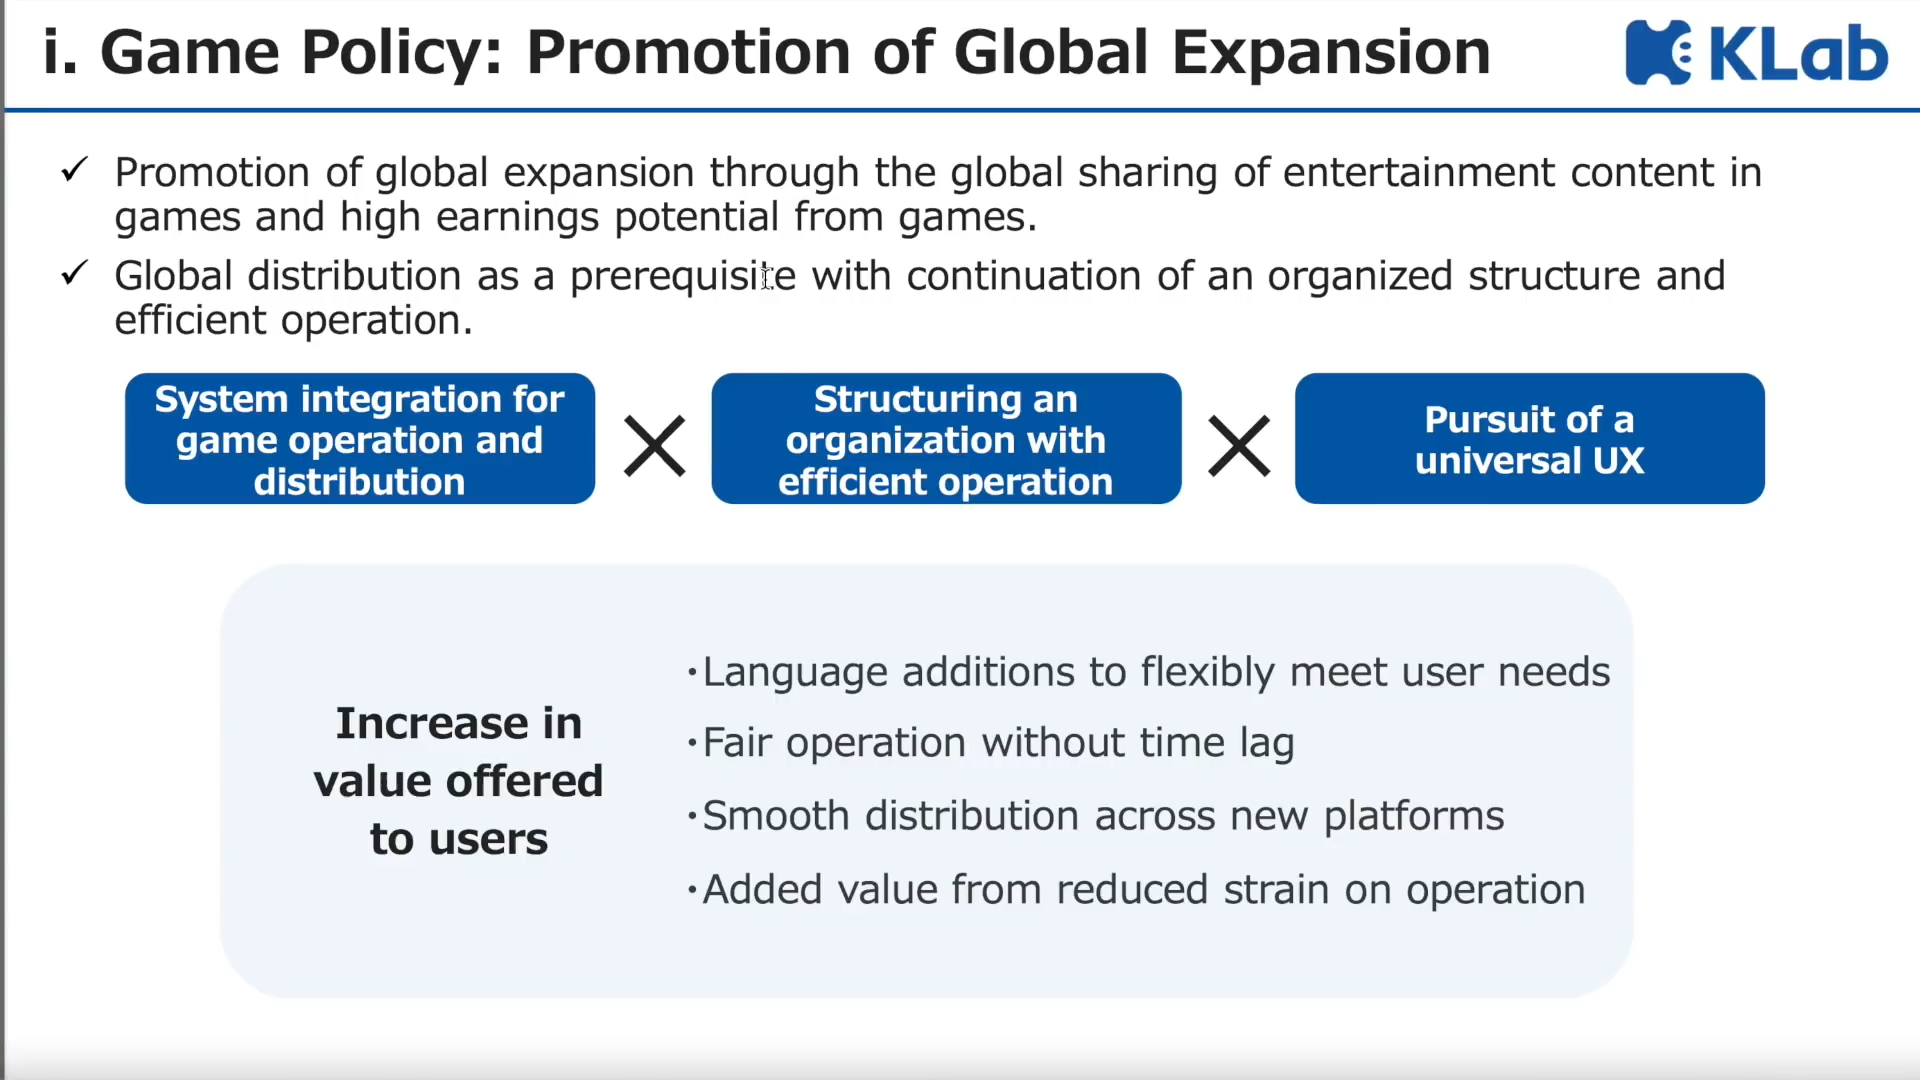 i. Game Policy: Promotion of Global Expansion
KLab
✓ Promotion of global expansion through the global sharing of entertainment content in
games and high earnings potential from games.
✓ Global distribution as a prerequisite with continuation of an organized structure and
efficient operation.
System integration for
game operation and
distribution
×
Structuring an
organization with
efficient operation
×
Pursuit of a
universal UX
Increase in
value offered
to users
・Language additions to flexibly meet user needs
・Fair operation without time lag
・Smooth distribution across new platforms
・Added value from reduced strain on operation